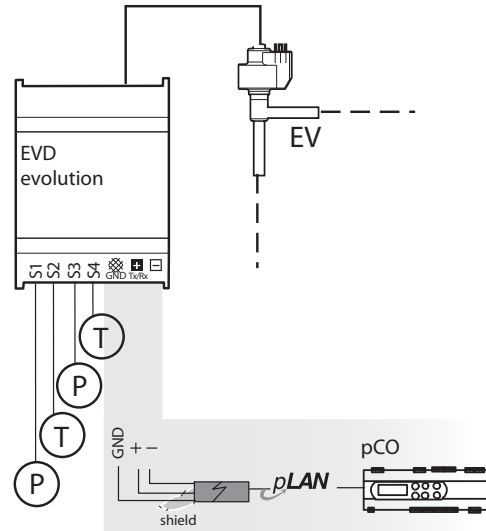 EV
EVD
evolution
S1
S2
S3
S4
GND
Tx/Rx
T
P
T
P
GND
+
−
pLAN
shield
pCO